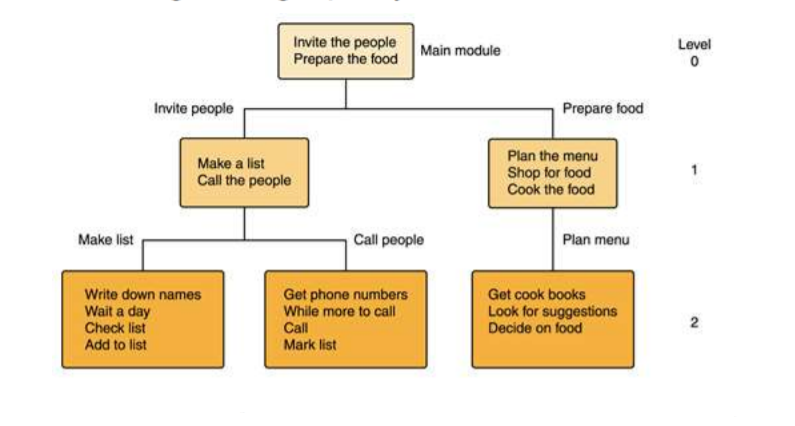 Invite the people
Prepare the food
Main module
Level
0
Invite people
Prepare food
Make a list
Call the people
Plan the menu
Shop for food
Cook the food
1
Make list
Call people
Plan menu
Write down names
Wait a day
Check list
Add to list
Get phone numbers
While more to call
Call
Mark list
Get cook books
Look for suggestions
Decide on food
2